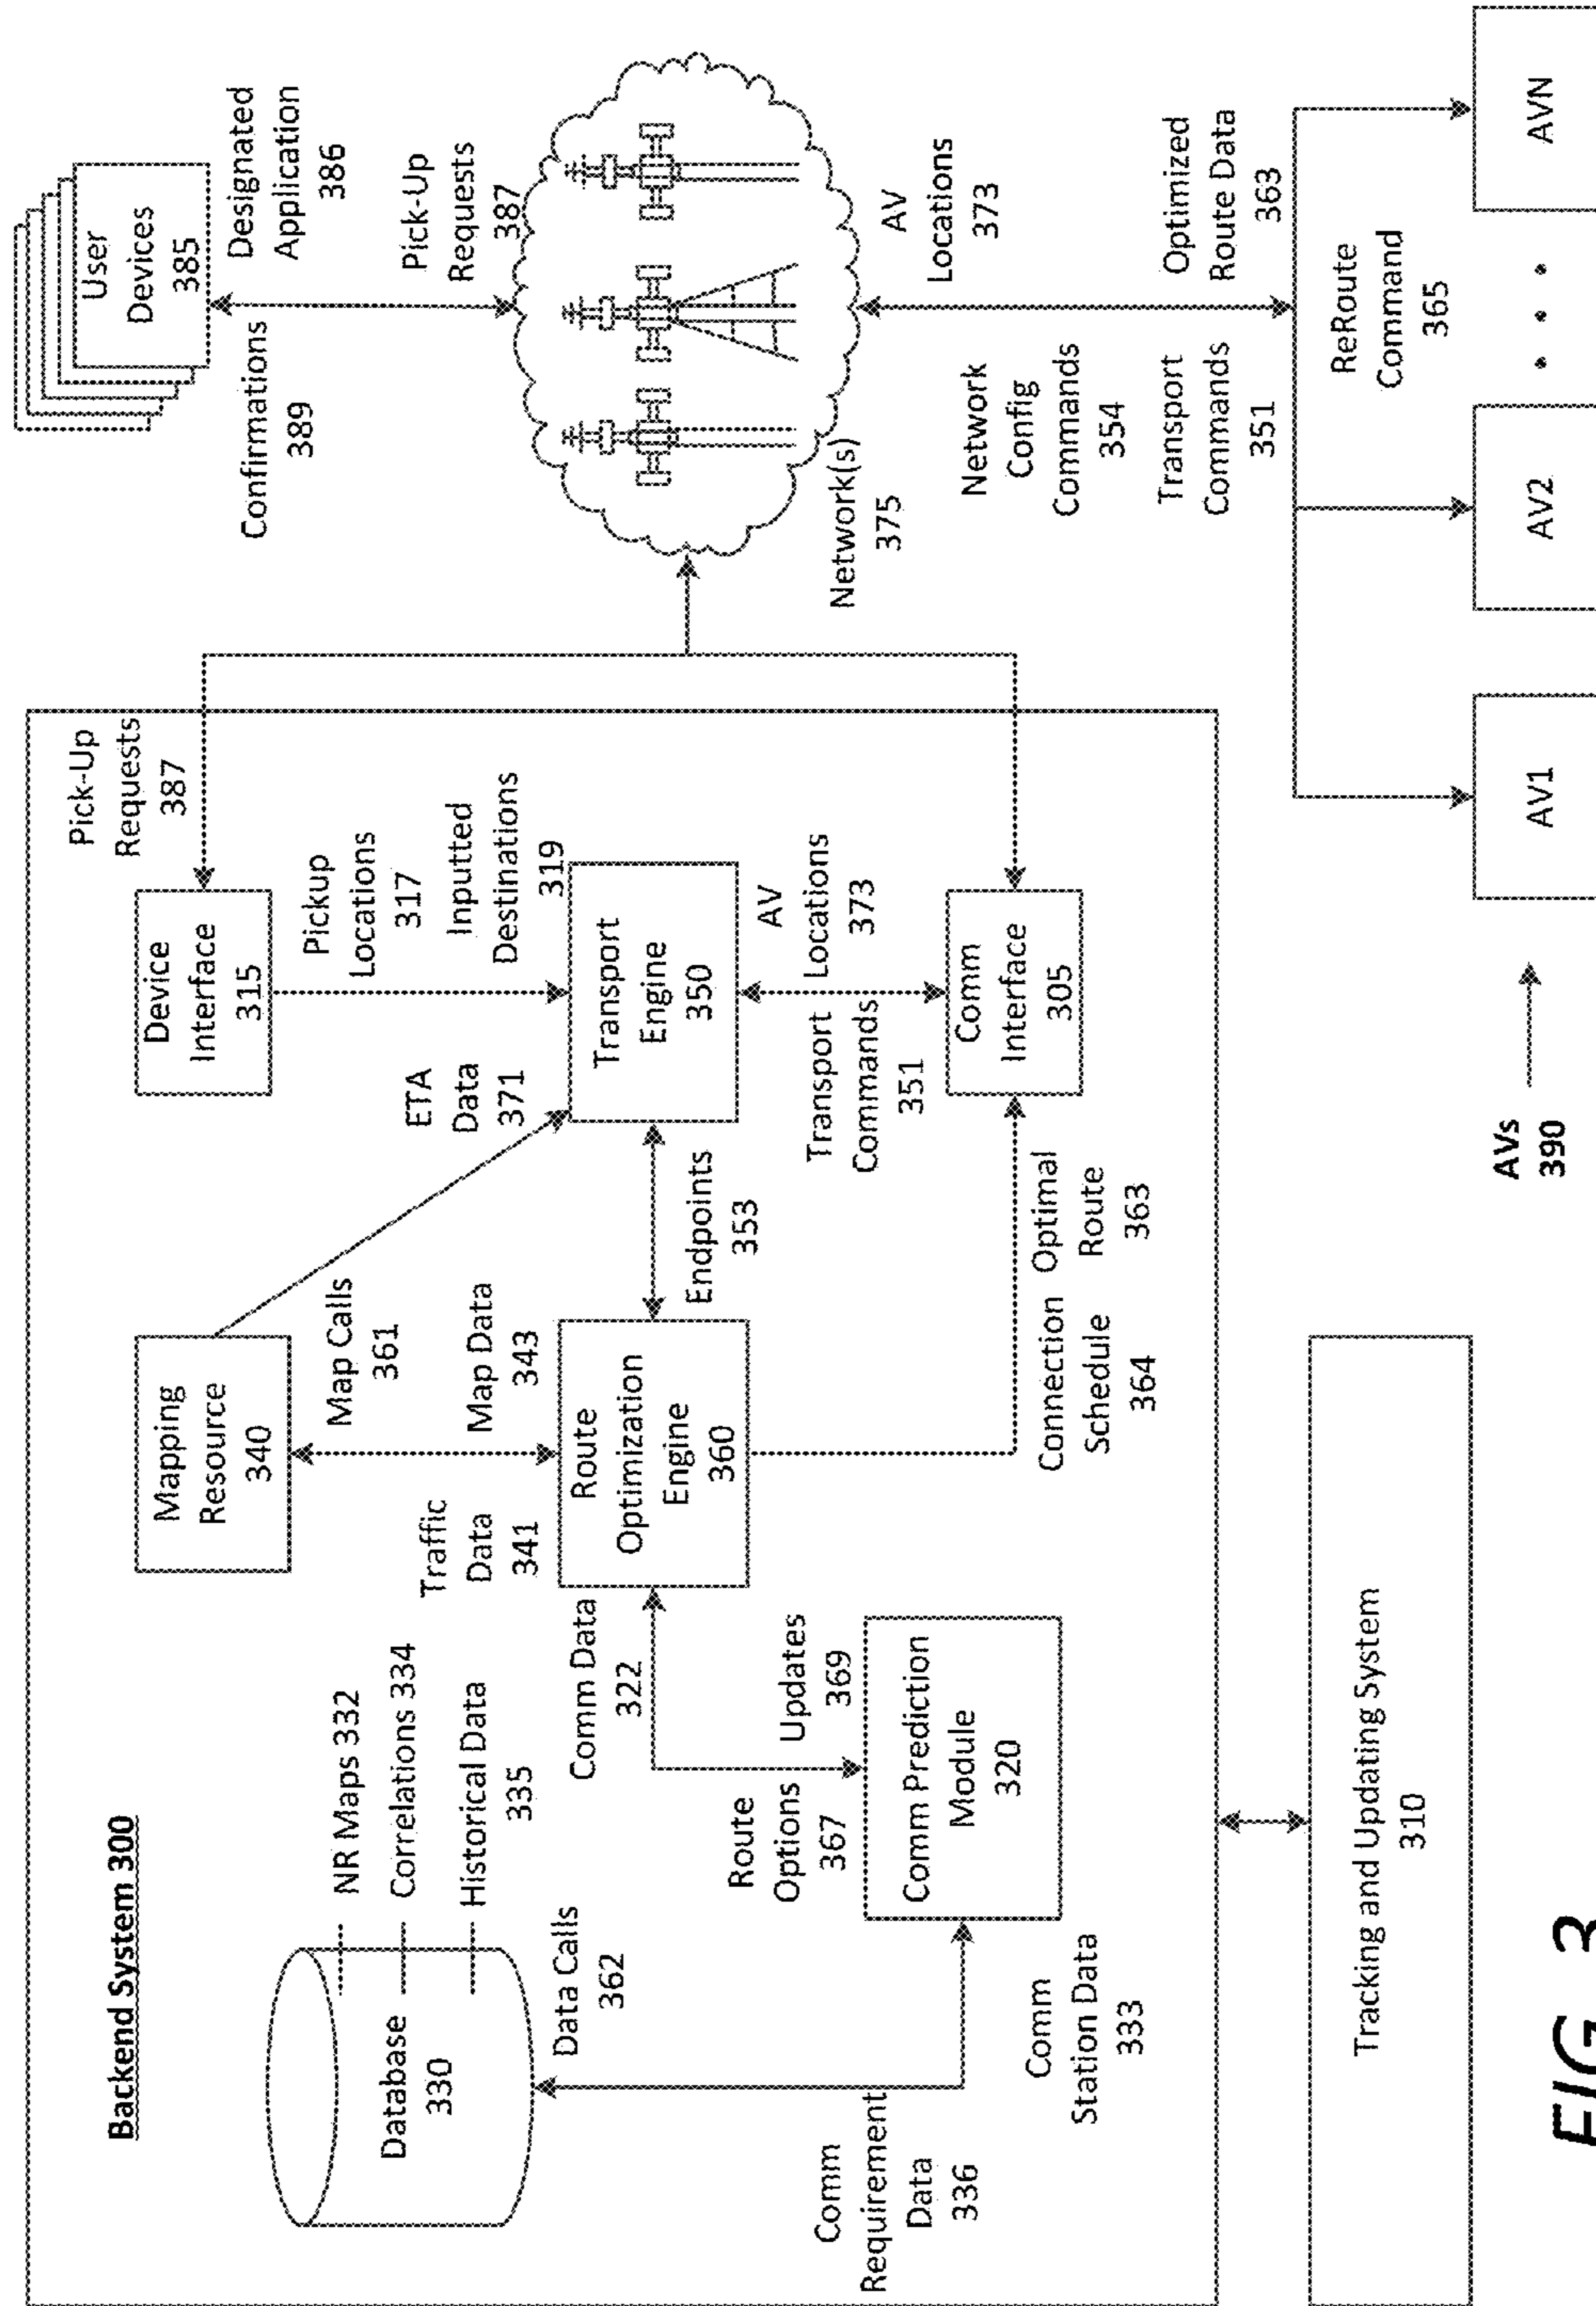 Backend System 300
Database
330
NR Maps 332
Correlations 334
Historical Data
335
Data Calls
362
Comm
Requirement
Data
336
Comm
Station Data
333
Comm Prediction
Module
320
Route
Options
367
Updates
369
Comm Data
322
Mapping
Resource
340
Traffic
Data
341
Map Calls
361
Map Data
343
Route
Optimization
Engine
360
Endpoints
353
Connection
Schedule
364
Optimal
Route
363
ETA
Data
371
Device
Interface
315
Pickup
Locations
317
Inputted
Destinations
319
Transport
Engine
350
Transport
Commands
351
AV
Locations
373
Comm
Interface
305
Pick-Up
Requests
387
User
Devices
385
Designated
Application
386
Confirmations
389
Pick-Up
Requests
387
Network(s)
375
AV
Locations
373
Network
Config
Commands
354
Transport
Commands
351
Optimized
Route Data
363
ReRoute
Command
365
AV1
AV2
. . .
AVN
AVs
390
Tracking and Updating System
310
FIG. 3